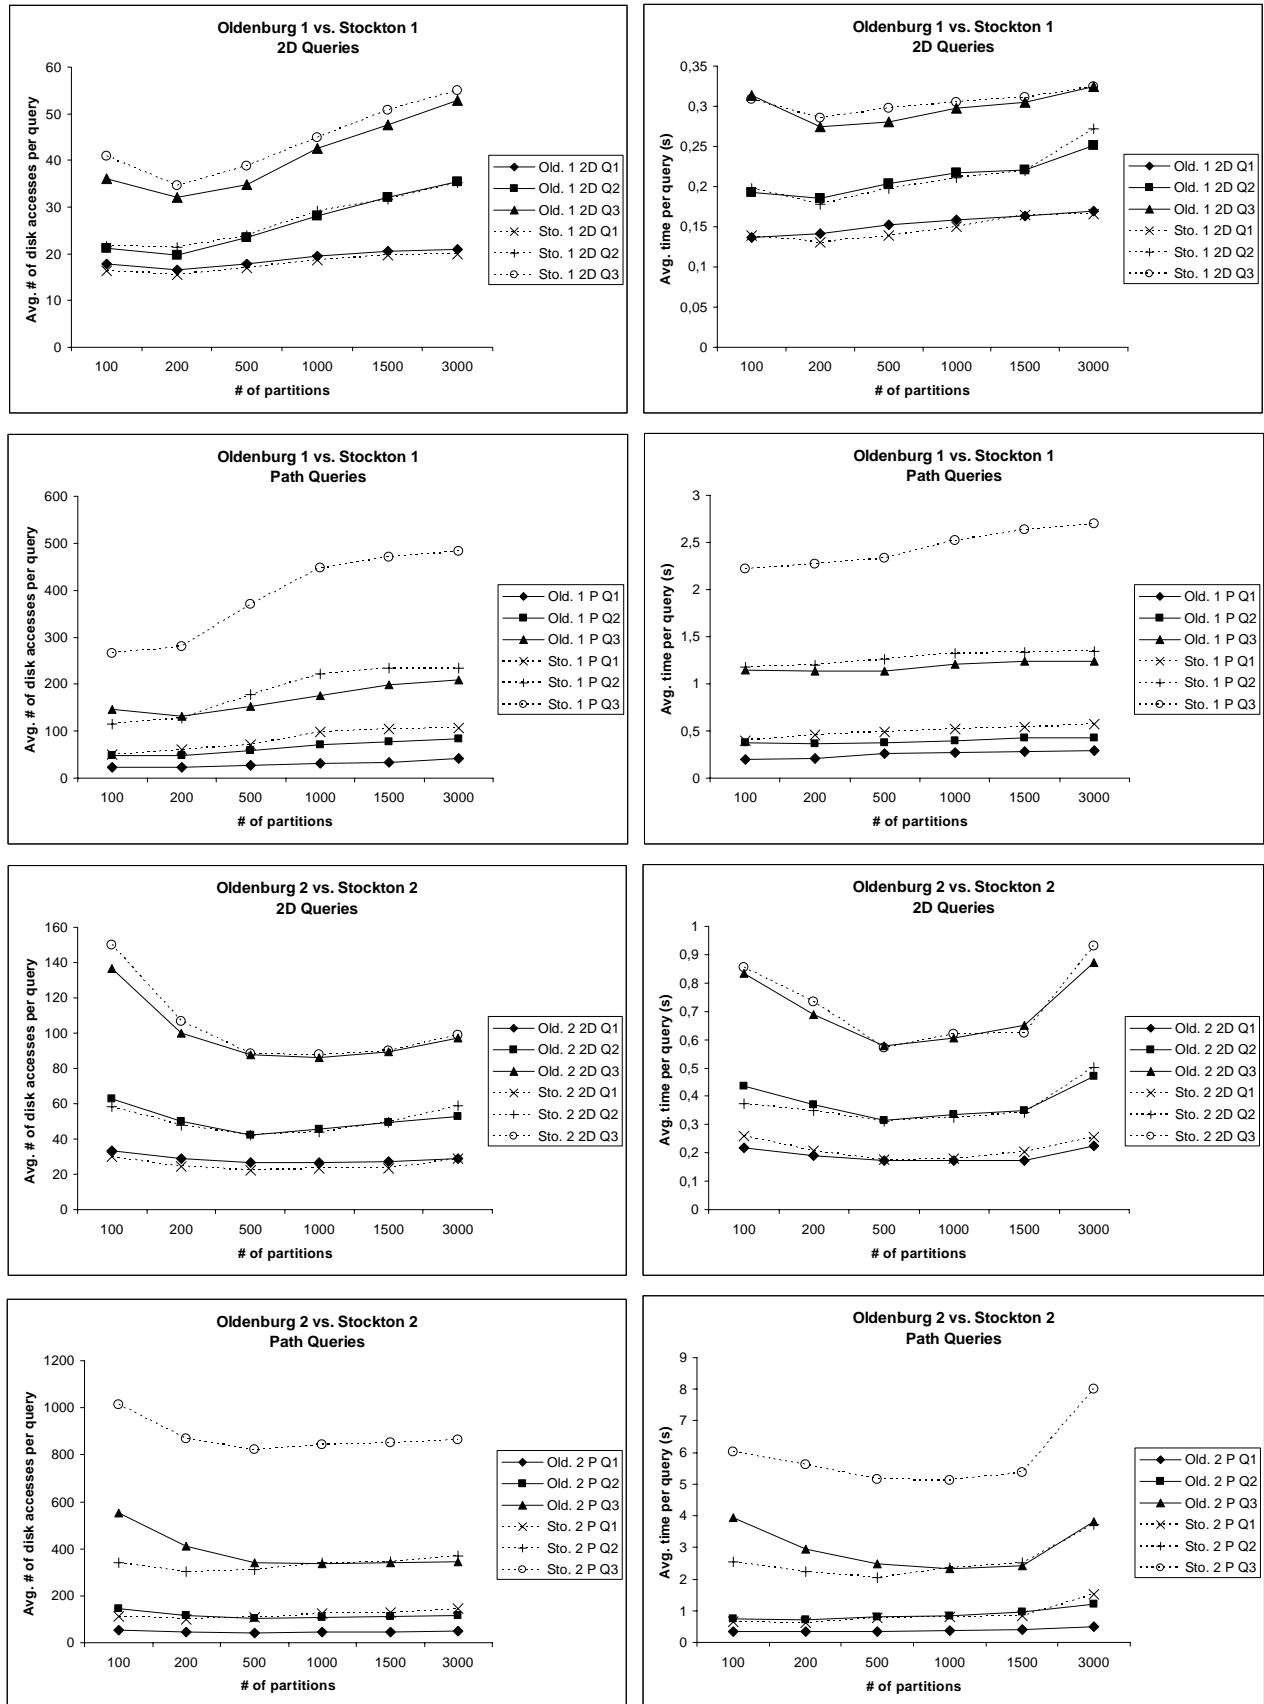 Oldenburg 1 vs. Stockton 1
2D Queries
Avg. # of disk accesses per query
60
50
40
30
20
10
0
100 200 500 1000 1500 3000
# of partitions
Old. 1 2D Q1
Old. 1 2D Q2
Old. 1 2D Q3
Sto. 1 2D Q1
Sto. 1 2D Q2
Sto. 1 2D Q3
Oldenburg 1 vs. Stockton 1
2D Queries
Avg. time per query (s)
0,35
0,3
0,25
0,2
0,15
0,1
0,05
0
100 200 500 1000 1500 3000
# of partitions
Old. 1 2D Q1
Old. 1 2D Q2
Old. 1 2D Q3
Sto. 1 2D Q1
Sto. 1 2D Q2
Sto. 1 2D Q3
Oldenburg 1 vs. Stockton 1
Path Queries
Avg. # of disk accesses per query
600
500
400
300
200
100
0
100 200 500 1000 1500 3000
# of partitions
Old. 1 P Q1
Old. 1 P Q2
Old. 1 P Q3
Sto. 1 P Q1
Sto. 1 P Q2
Sto. 1 P Q3
Oldenburg 1 vs. Stockton 1
Path Queries
Avg. time per query (s)
3
2,5
2
1,5
1
0,5
0
100 200 500 1000 1500 3000
# of partitions
Old. 1 P Q1
Old. 1 P Q2
Old. 1 P Q3
Sto. 1 P Q1
Sto. 1 P Q2
Sto. 1 P Q3
Oldenburg 2 vs. Stockton 2
2D Queries
Avg. # of disk accesses per query
160
140
120
100
80
60
40
20
0
100 200 500 1000 1500 3000
# of partitions
Old. 2 2D Q1
Old. 2 2D Q2
Old. 2 2D Q3
Sto. 2 2D Q1
Sto. 2 2D Q2
Sto. 2 2D Q3
Oldenburg 2 vs. Stockton 2
2D Queries
Avg. time per query (s)
1
0,9
0,8
0,7
0,6
0,5
0,4
0,3
0,2
0,1
0
100 200 500 1000 1500 3000
# of partitions
Old. 2 2D Q1
Old. 2 2D Q2
Old. 2 2D Q3
Sto. 2 2D Q1
Sto. 2 2D Q2
Sto. 2 2D Q3
Oldenburg 2 vs. Stockton 2
Path Queries
Avg. # of disk accesses per query
1200
1000
800
600
400
200
0
100 200 500 1000 1500 3000
# of partitions
Old. 2 P Q1
Old. 2 P Q2
Old. 2 P Q3
Sto. 2 P Q1
Sto. 2 P Q2
Sto. 2 P Q3
Oldenburg 2 vs. Stockton 2
Path Queries
Avg. time per query (s)
9
8
7
6
5
4
3
2
1
0
100 200 500 1000 1500 3000
# of partitions
Old. 2 P Q1
Old. 2 P Q2
Old. 2 P Q3
Sto. 2 P Q1
Sto. 2 P Q2
Sto. 2 P Q3